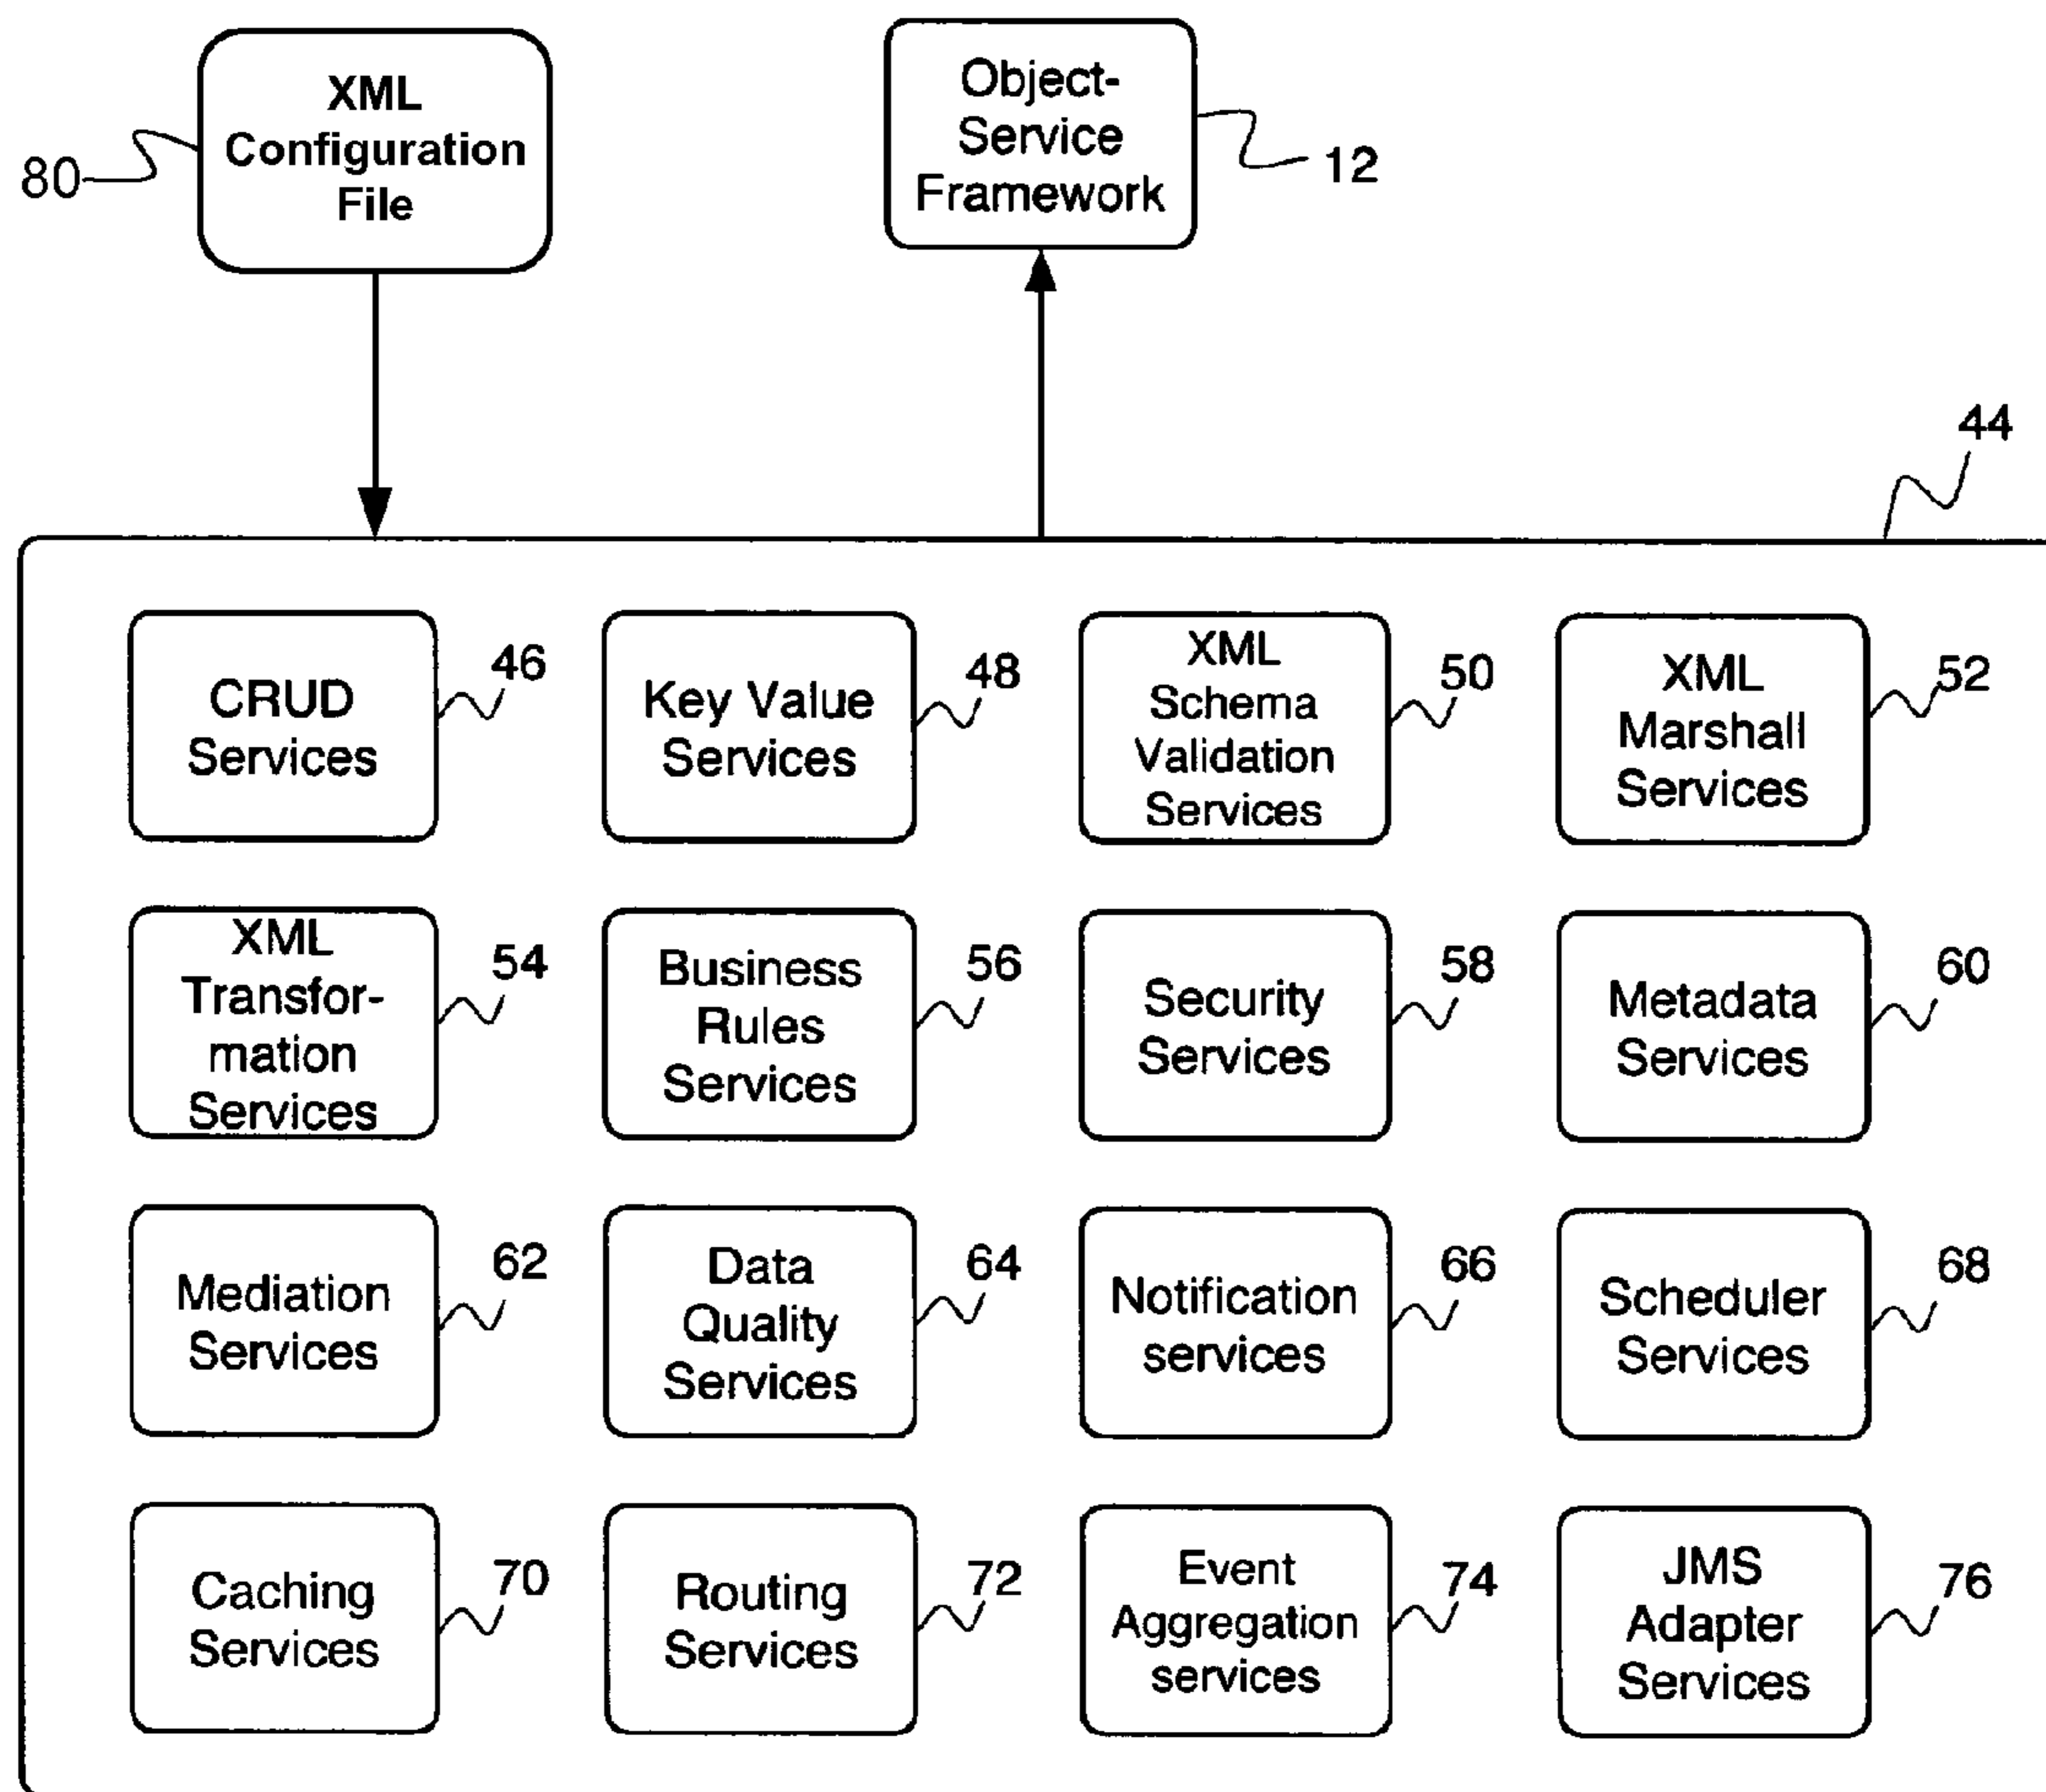 XML
Configuration
File
80
Object-
Service
Framework
12
44
CRUD
Services
46
Key Value
Services
48
XML
Schema
Validation
Services
50
XML
Marshall
Services
52
XML
Transfor-
mation
Services
54
Business
Rules
Services
56
Security
Services
58
Metadata
Services
60
Mediation
Services
62
Data
Quality
Services
64
Notification
services
66
Scheduler
Services
68
Caching
Services
70
Routing
Services
72
Event
Aggregation
services
74
JMS
Adapter
Services
76